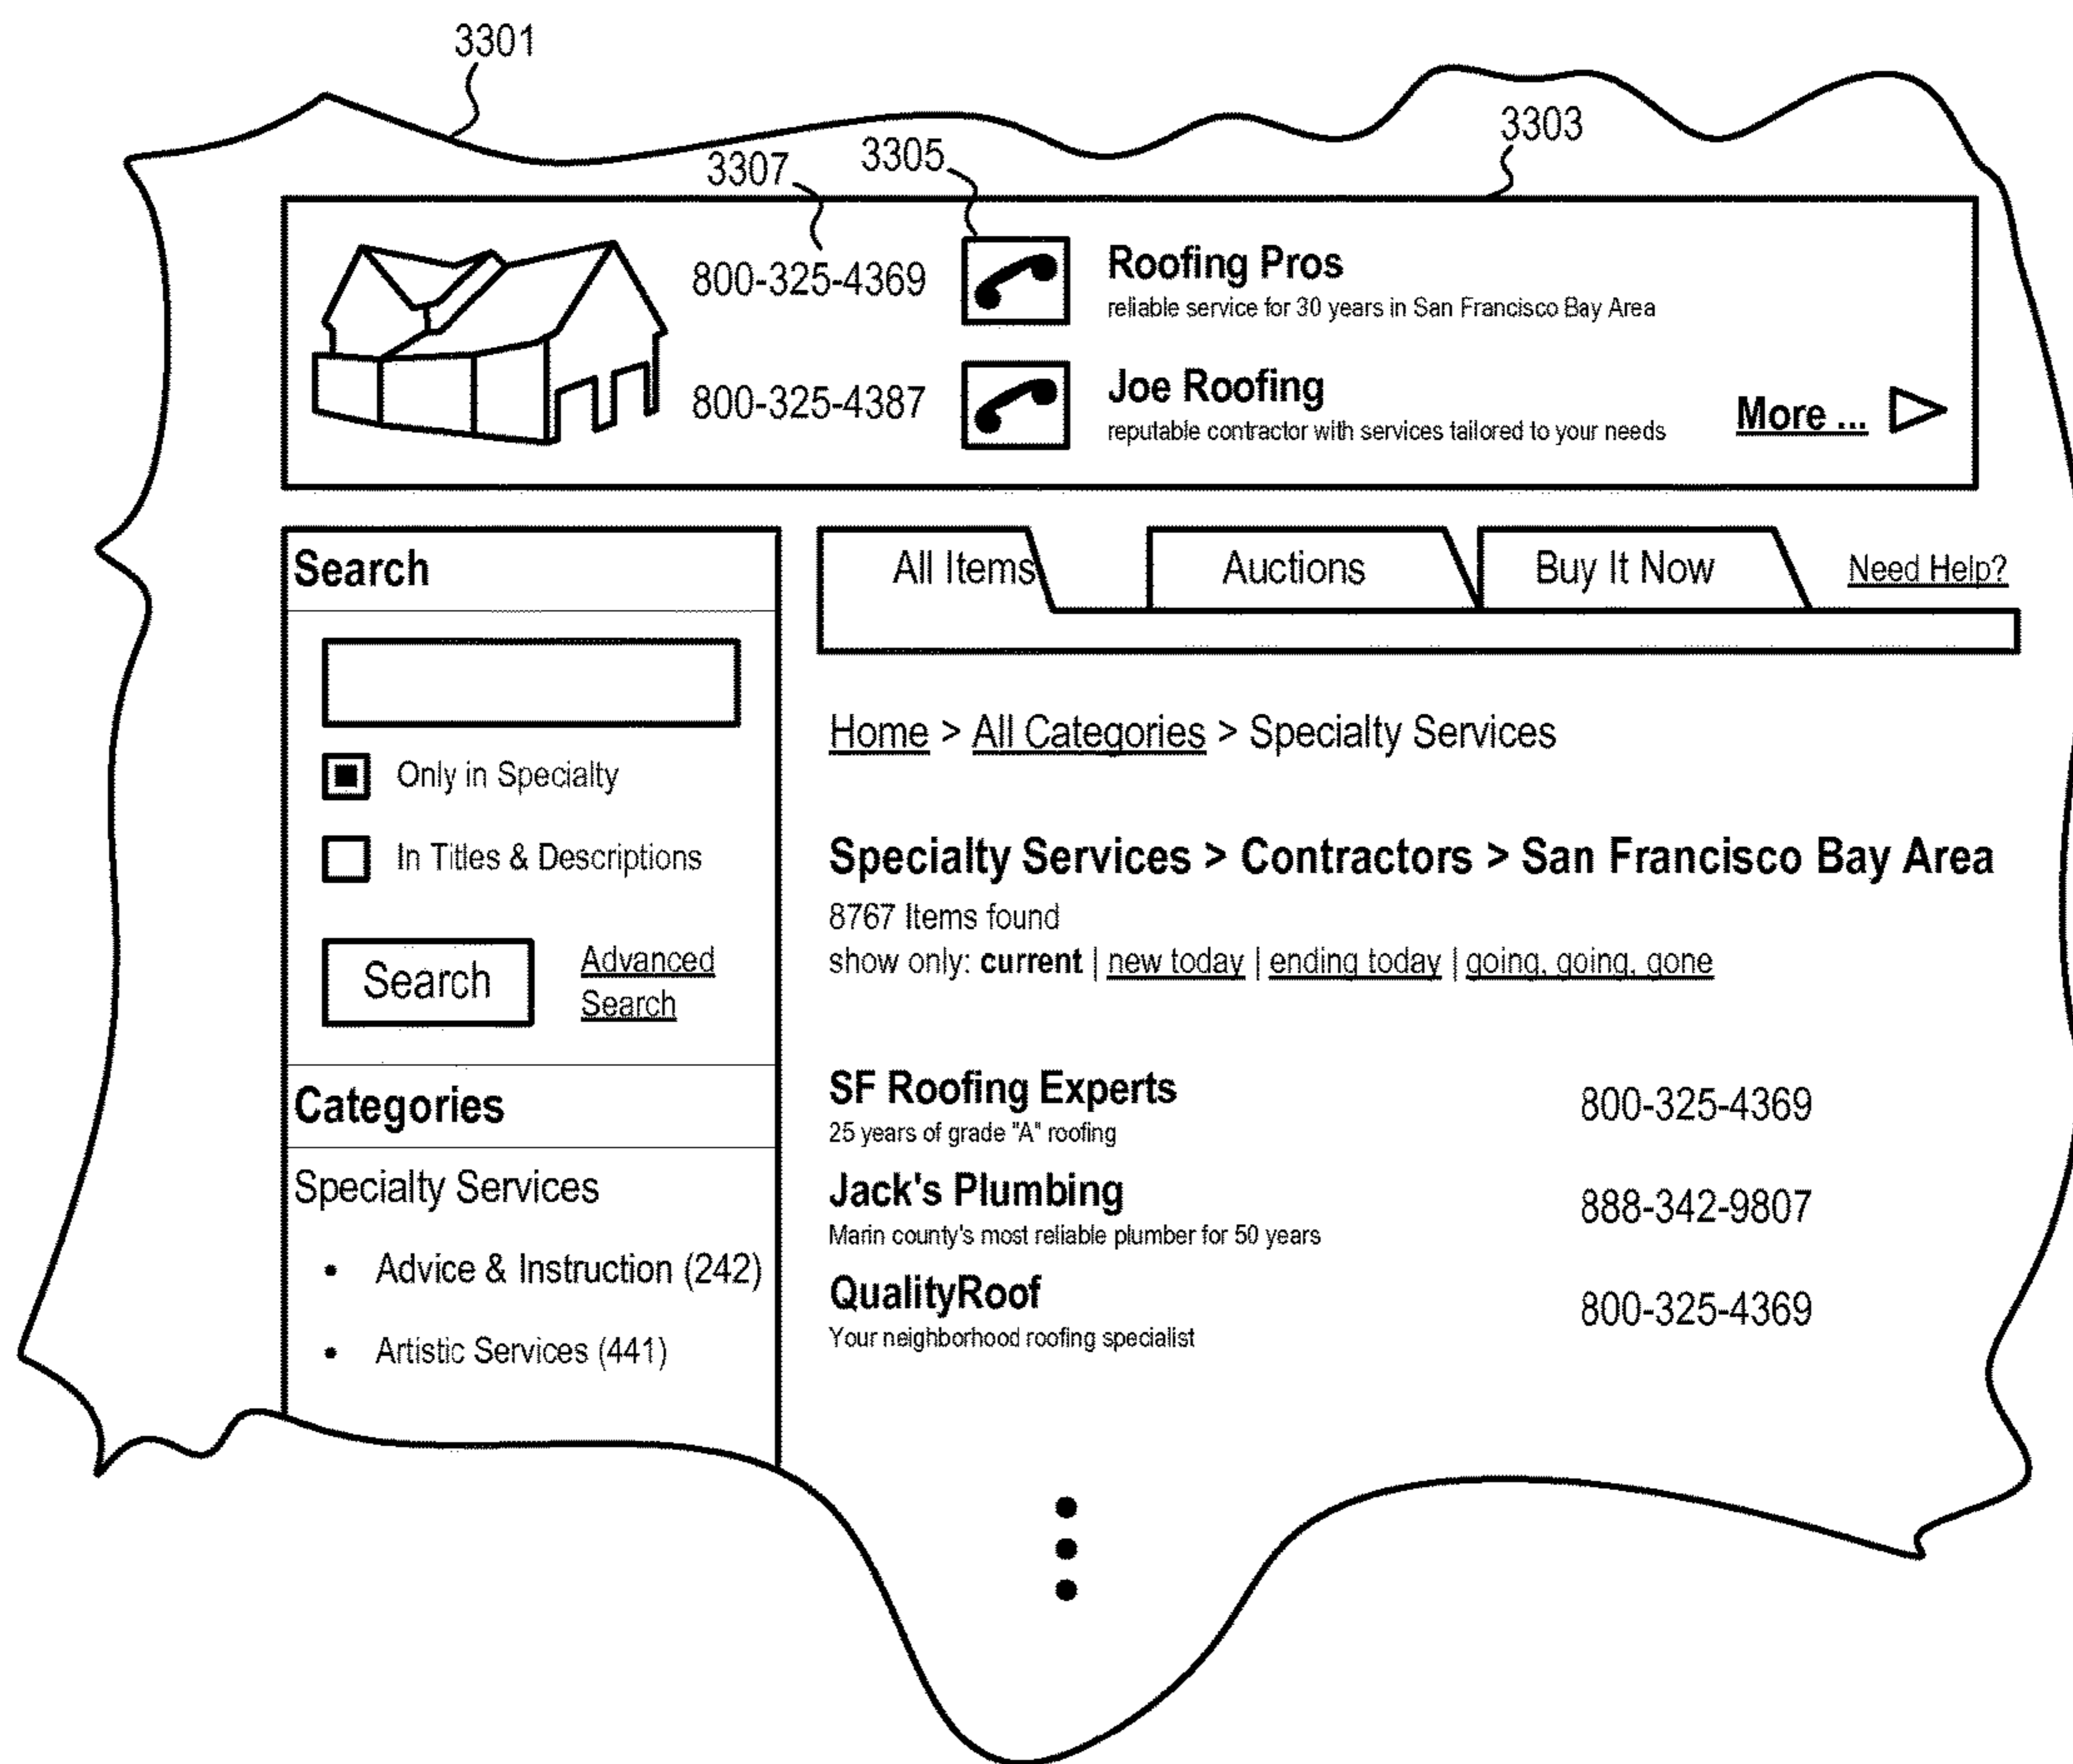 3301
3303
3307
3305
800-325-4369
Roofing Pros
reliable service for 30 years in San Francisco Bay Area
800-325-4387
Joe Roofing
reputable contractor with services tailored to your needs
More ...
Search
Only in Specialty
In Titles & Descriptions
Search
Advanced
Search
Categories
Specialty Services
• Advice & Instruction (242)
• Artistic Services (441)
All Items
Auctions
Buy It Now
Need Help?
Home > All Categories > Specialty Services
Specialty Services > Contractors > San Francisco Bay Area
8767 Items found
show only: current | new today | ending today | going, going, gone
SF Roofing Experts
25 years of grade "A" roofing
800-325-4369
Jack's Plumbing
Marin county's most reliable plumber for 50 years
888-342-9807
QualityRoof
Your neighborhood roofing specialist
800-325-4369